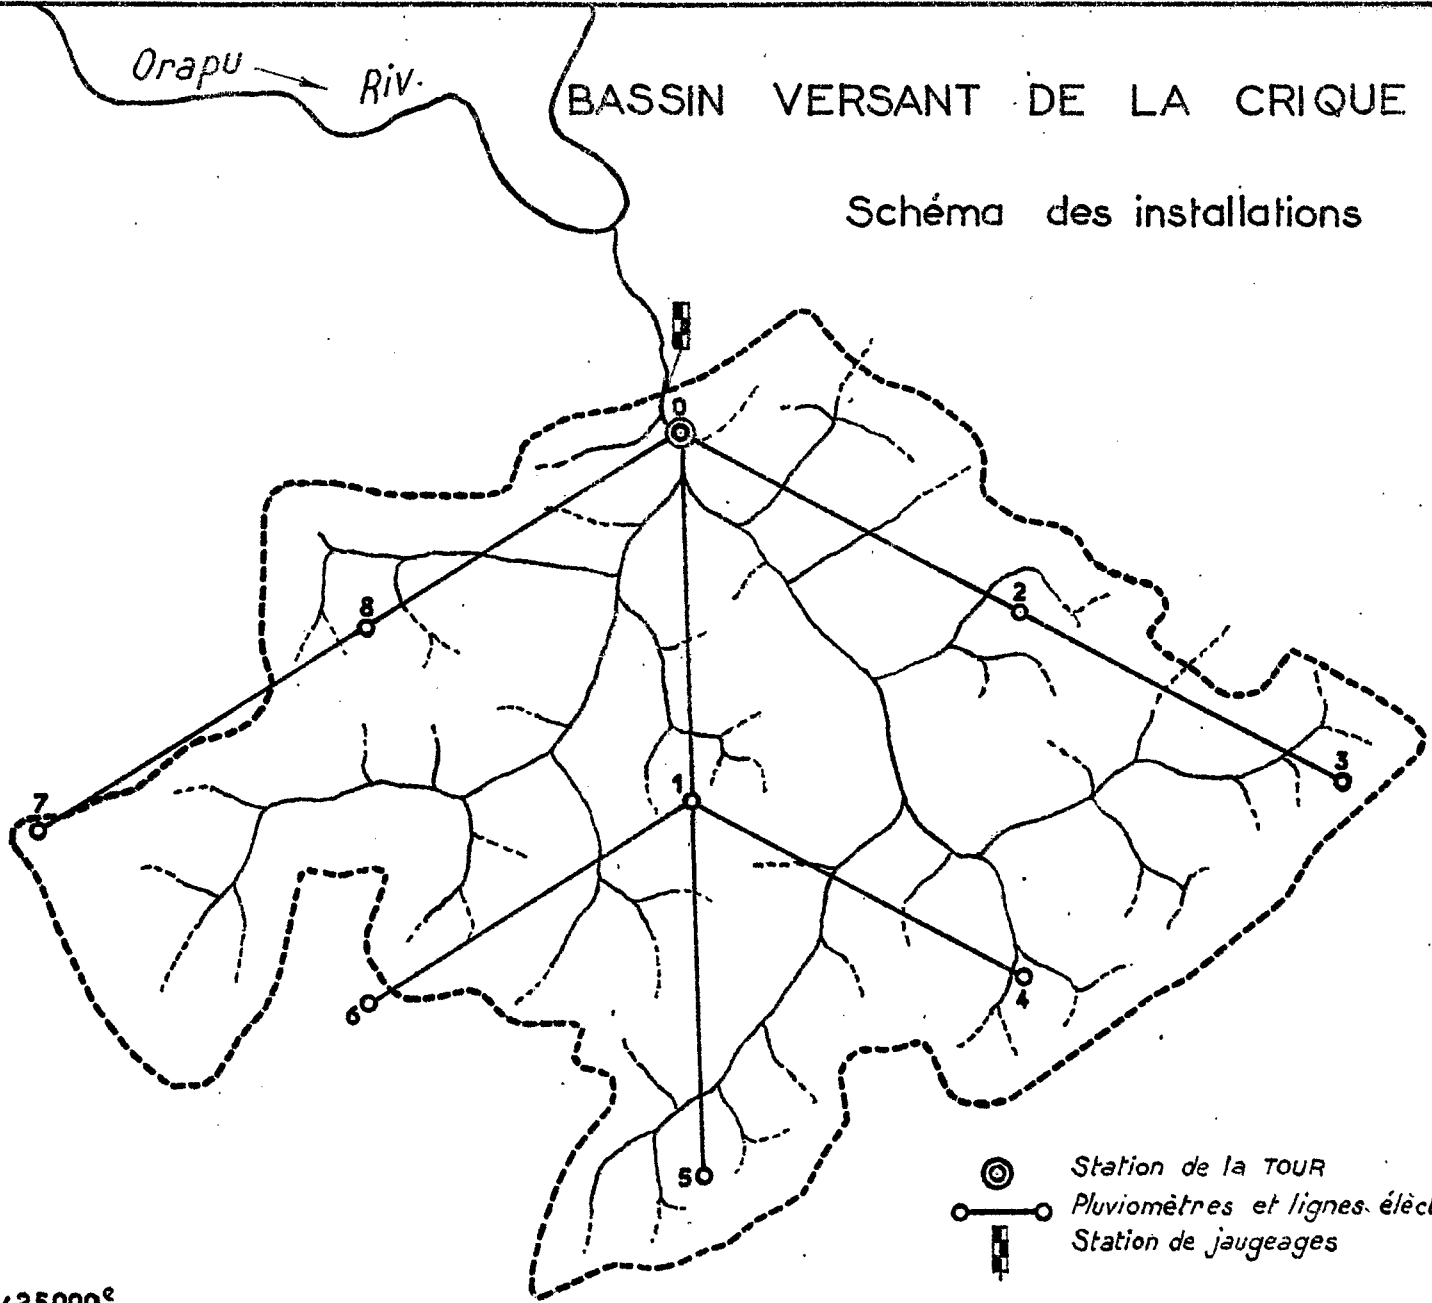 Orapu Riv.
BASSIN VERSANT DE LA CRIQUE
Schéma des installations
0
2
8
3
1
7
4
6
5
Station de la TOUR
Pluviomètres et lignes
Station de jaugeages